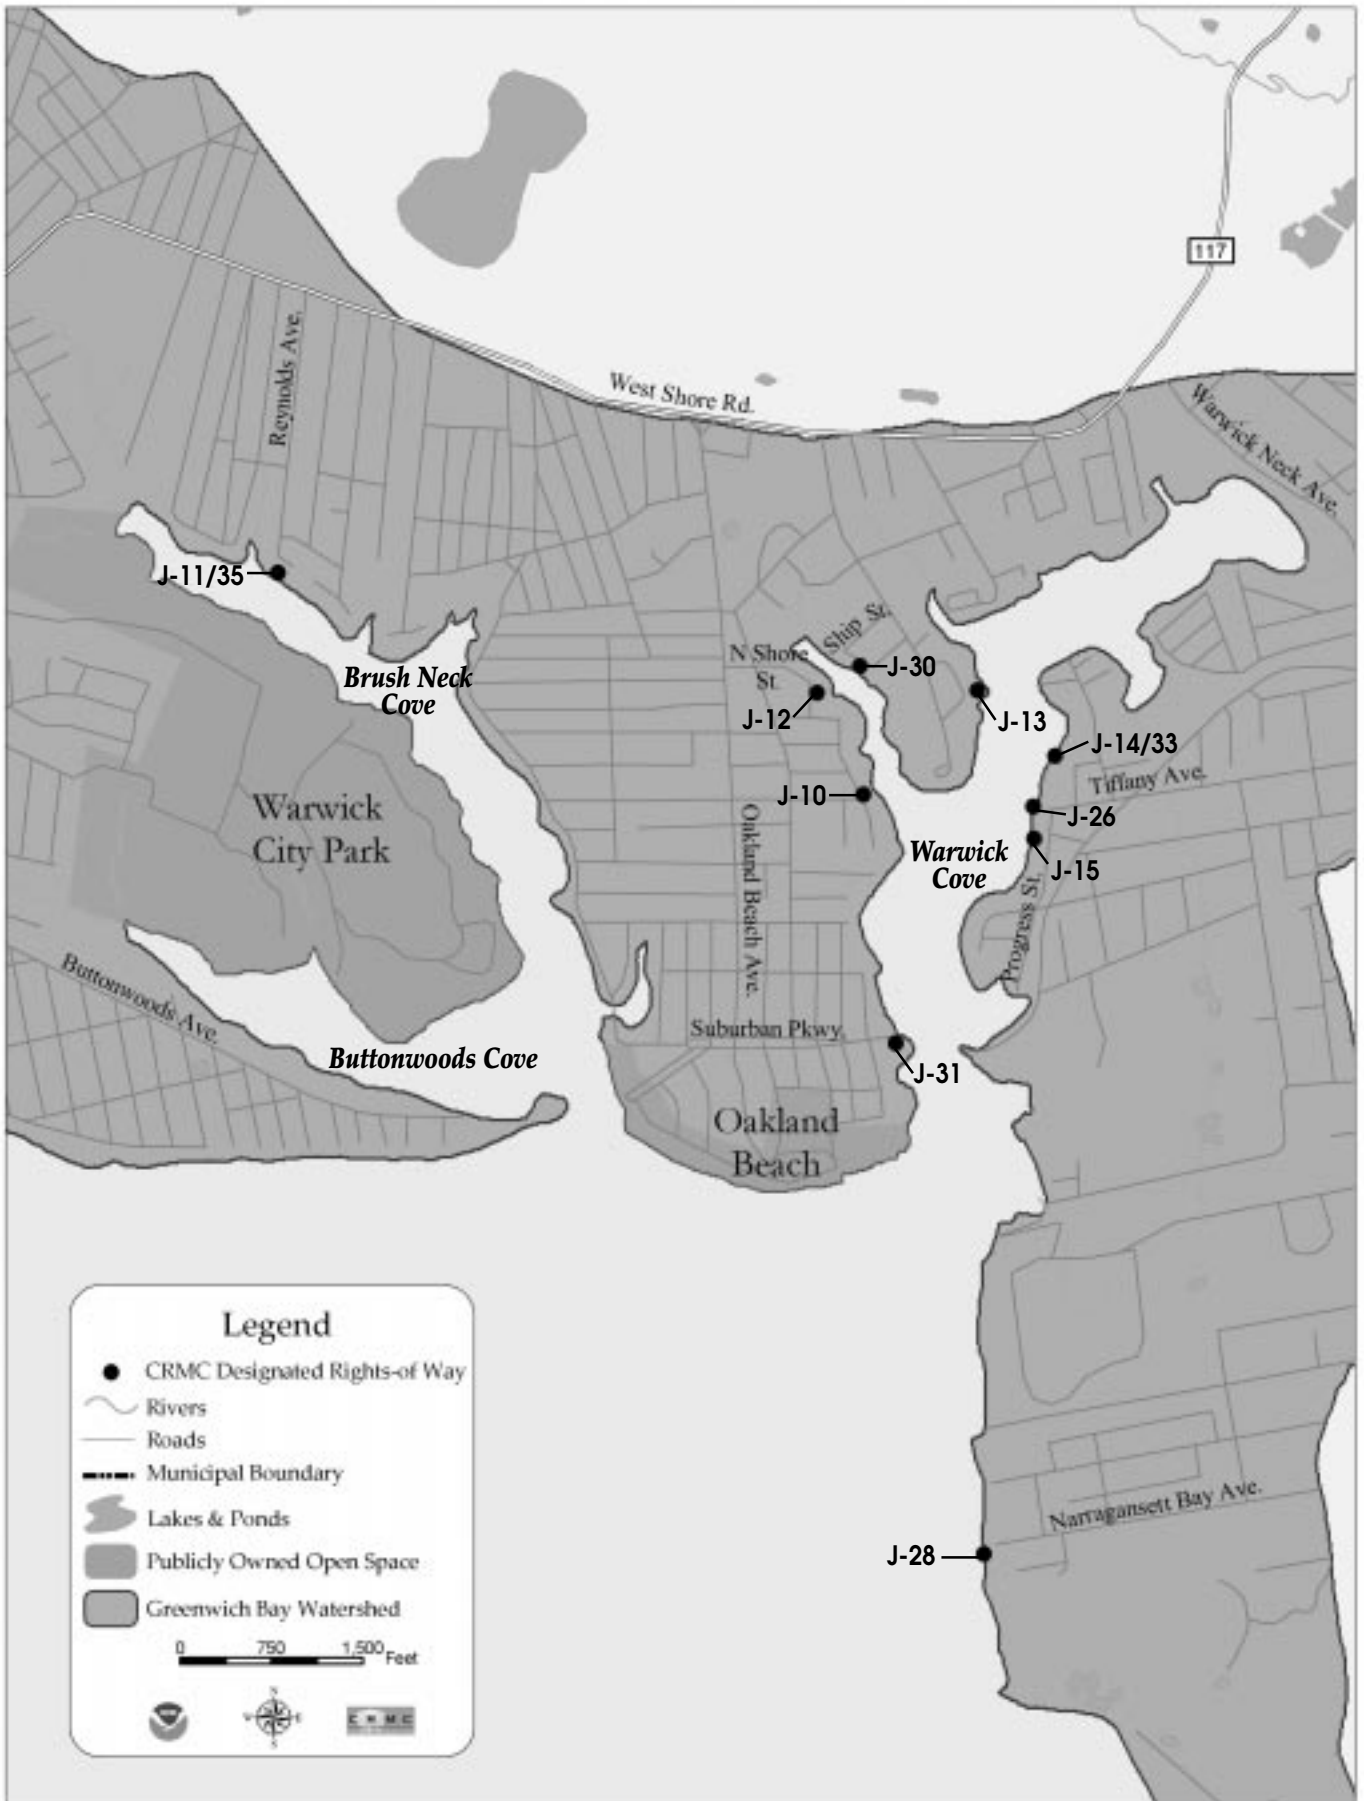 117
Reynolds Ave.
West Shore Rd.
Warwick Neck Ave.
J-11/35
Ship St.
N Shore
St.
J-30
Brush Neck
Cove
J-12
J-13
J-14/33
Tiffany Ave.
J-10
J-26
Warwick
City Park
Oakland Beach Ave.
Warwick
Cove
J-15
Progress St.
Buttonwoods Ave.
Suburban Pkwy.
Buttonwoods Cove
J-31
Oakland
Beach
Legend
CRMC Designated Rights-of Way
Rivers
Roads
Municipal Boundary
Lakes & Ponds
Publicly Owned Open Space
Greenwich Bay Watershed
0 750 1,500 Feet
N
E
S
C R M C
Narragansett Bay Ave.
J-28